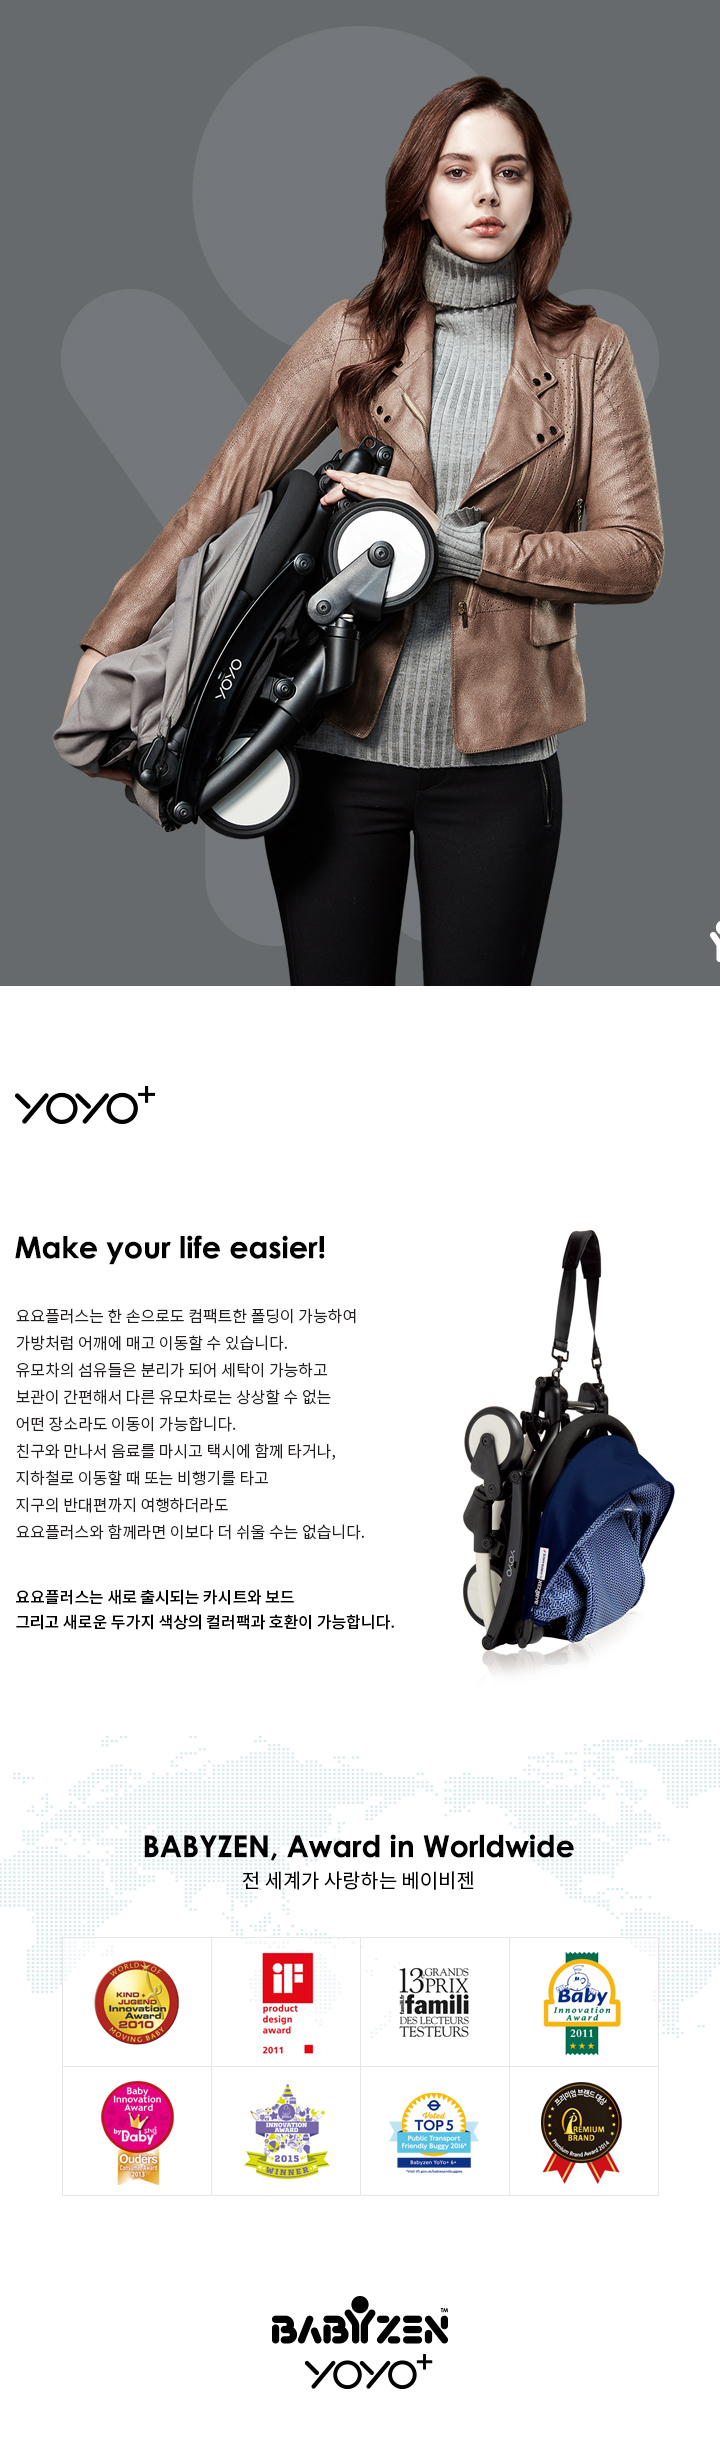 YOYO
YOYO+
Make your life easier!
요요플러스는 한 손으로도 컴팩트한 폴딩이 가능하여
가방처럼 어깨에 매고 이동할 수 있습니다.
유모차의 섬유들은 분리가 되어 세탁이 가능하고
보관이 간편해서 다른 유모차로는 상상할 수 없는
어떤 장소라도 이동이 가능합니다.
친구와 만나서 음료를 마시고 택시에 함께 타거나,
지하철로 이동할 때 또는 비행기를 타고
지구의 반대편까지 여행하더라도
요요플러스와 함께라면 이보다 더 쉬울 수는 없습니다.
요요플러스는 새로 출시되는 카시트와 보드
그리고 새로운 두가지 색상의 컬러팩과 호환이 가능합니다.
YOYO
BABYZEN, Award in Worldwide
전 세계가 사랑하는 베이비젠
WORLD OF
KIND +
JUGEND
Innovation
Award
2010
MOVING BABY
iF
product
design
award
2011
13 GRANDS
PRIX
famili
DES LECTEURS
TESTEURS
Baby
Innovation
Award
2011
Baby
Innovation
Award
by Baby
Ouders
Consumer Award
2013
INNOVATION
AWARD
2015
WINNER
Voted
TOP 5
Public Transport
Friendly Buggy 2016*
Babyzen YoYo+ 6+
프리미엄 브랜드 대상
PREMIUM
BRAND
Premium Brand Award 2014
BABYZEN™
YOYO+